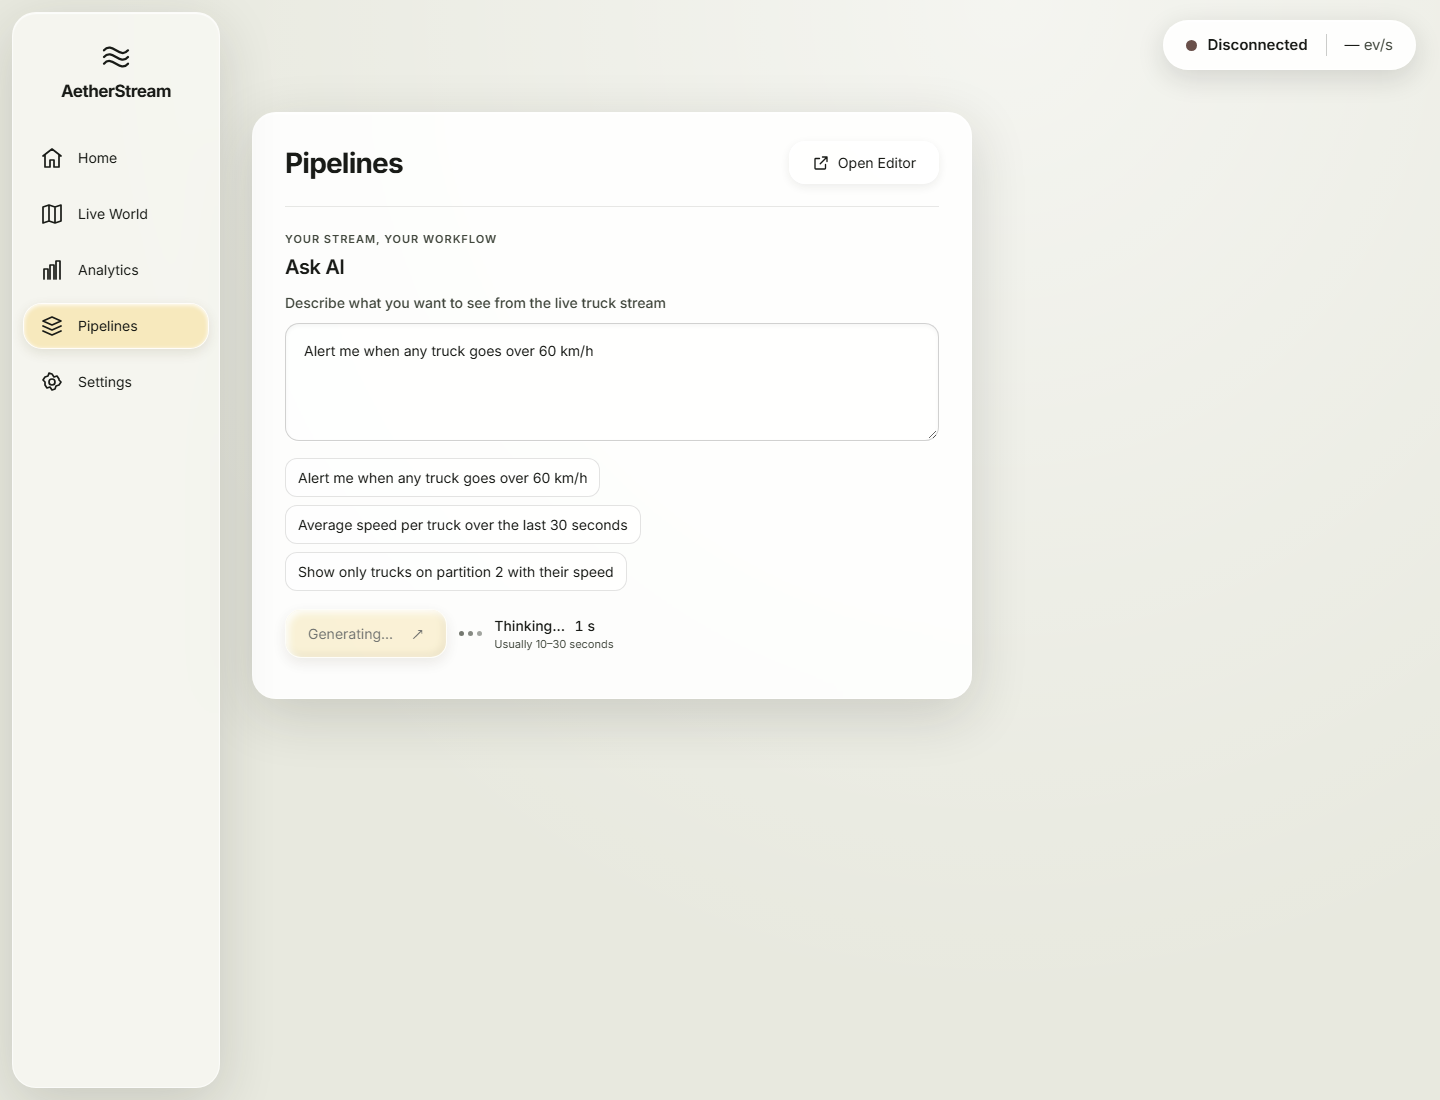 AetherStream
Home
Live World
Analytics
Pipelines
Settings
Disconnected
— ev/s
Pipelines
Open Editor
YOUR STREAM, YOUR WORKFLOW
Ask AI
Describe what you want to see from the live truck stream
Alert me when any truck goes over 60 km/h
Alert me when any truck goes over 60 km/h
Average speed per truck over the last 30 seconds
Show only trucks on partition 2 with their speed
Generating... ↗
Thinking... 1 s
Usually 10–30 seconds